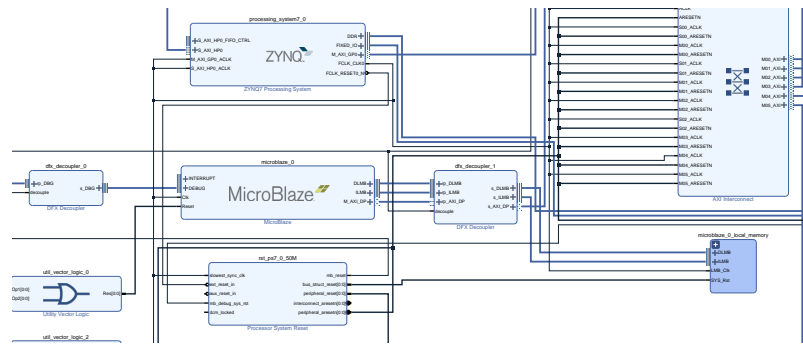 processing_system7_0
S_AXI_HP0_FIFO_CTRL
S_AXI_HP0
M_AXI_GP0_ACLK
S_AXI_HP0_ACLK
ZYNQ
DDR
FIXED_IO
M_AXI_GP0
FCLK_CLK0
FCLK_RESET0_N
ZYNQ7 Processing System
ACLK
ARESETN
S00_ACLK
S00_ARESETN
M00_ACLK
M00_ARESETN
S01_ACLK
S01_ARESETN
M01_ACLK
M01_ARESETN
M02_ACLK
M02_ARESETN
S02_ACLK
S02_ARESETN
M03_ACLK
M03_ARESETN
M04_ACLK
M04_ARESETN
M05_ACLK
M05_ARESETN
M00_AXI
M01_AXI
M02_AXI
M03_AXI
M04_AXI
M05_AXI
AXI Interconnect
dfx_decoupler_0
rp_DBG
decouple
s_DBG
DFX Decoupler
microblaze_0
INTERRUPT
DEBUG
Clk
Reset
MicroBlaze
DLMB
ILMB
M_AXI_DP
MicroBlaze
dfx_decoupler_1
rp_DLMB
rp_ILMB
rp_AXI_DP
decouple
s_DLMB
s_ILMB
s_AXI_DP
DFX Decoupler
microblaze_0_local_memory
DLMB
ILMB
LMB_Clk
SYS_Rst
util_vector_logic_0
Op1[0:0]
Op2[0:0]
Res[0:0]
Utility Vector Logic
rst_ps7_0_50M
slowest_sync_clk
ext_reset_in
aux_reset_in
mb_debug_sys_rst
dcm_locked
mb_reset
bus_struct_reset[0:0]
peripheral_reset[0:0]
interconnect_aresetn[0:0]
peripheral_aresetn[0:0]
Processor System Reset
util_vector_logic_2